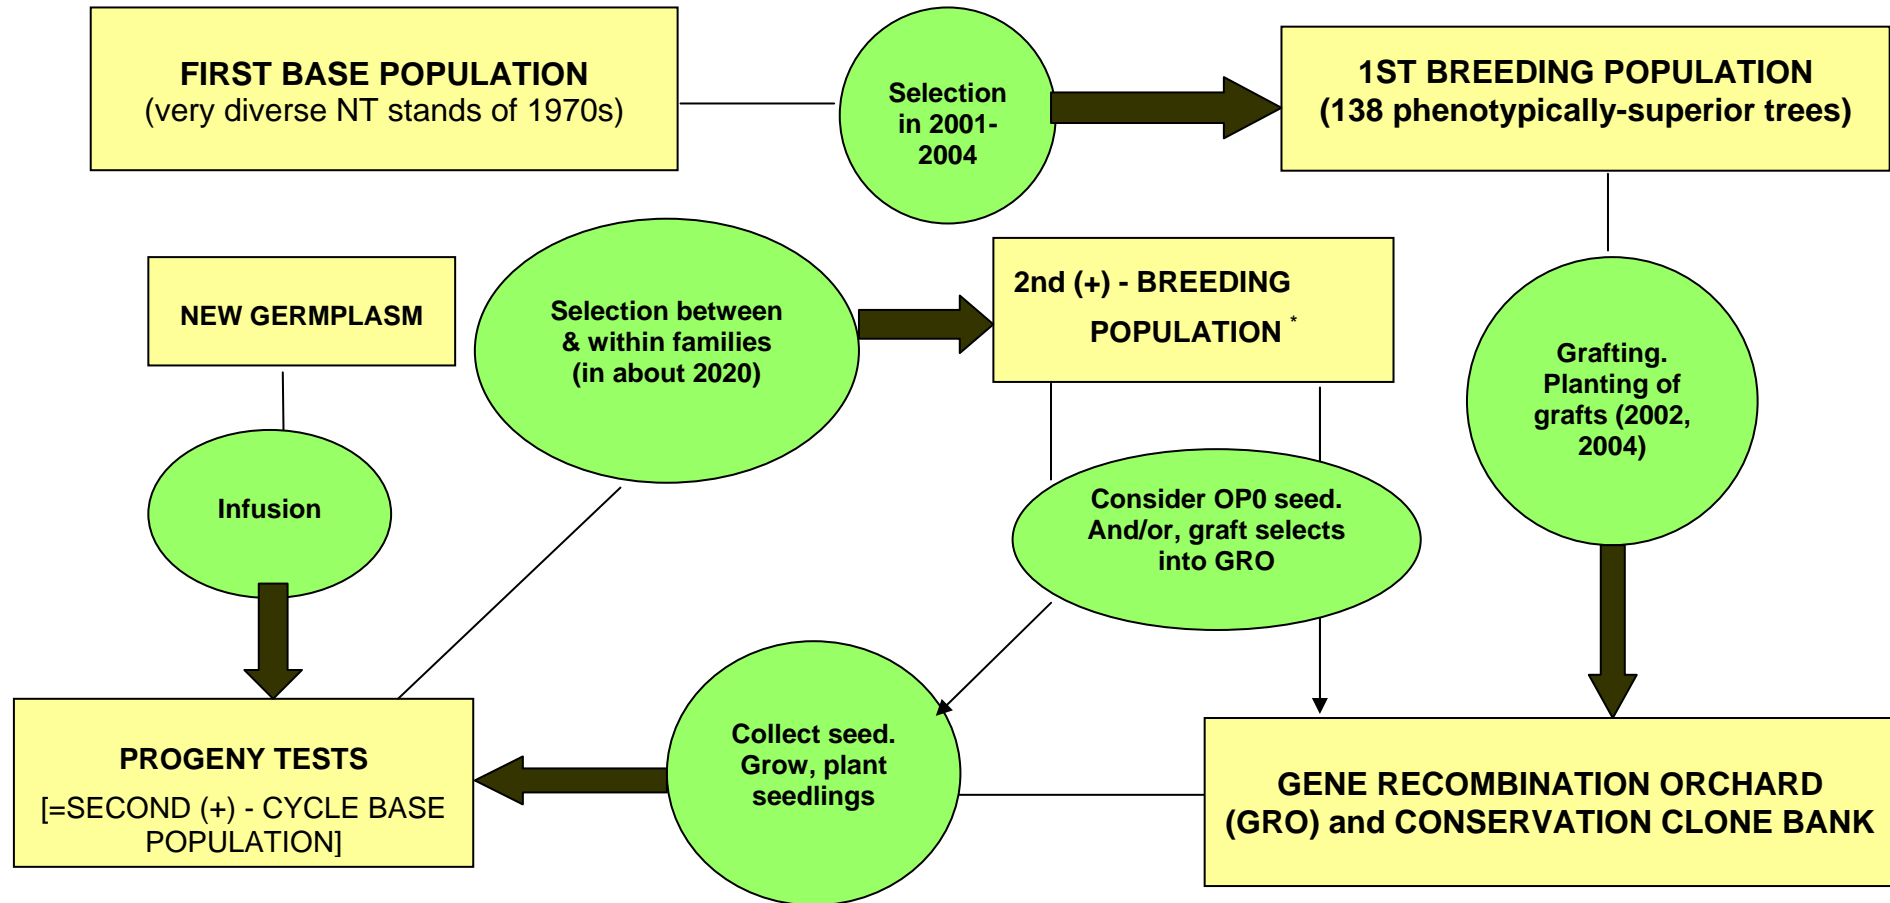 FIRST BASE POPULATION
(very diverse NT stands of 1970s)
Selection
in 2001-
2004
1ST BREEDING POPULATION
(138 phenotypically-superior trees)
NEW GERMPLASM
Selection between
& within families
(in about 2020)
2nd (+) - BREEDING
POPULATION *
Grafting.
Planting of
grafts (2002,
2004)
Infusion
Consider OP0 seed.
And/or, graft selects
into GRO
PROGENY TESTS
[=SECOND (+) - CYCLE BASE
POPULATION]
Collect seed.
Grow, plant
seedlings
GENE RECOMBINATION ORCHARD
(GRO) and CONSERVATION CLONE BANK